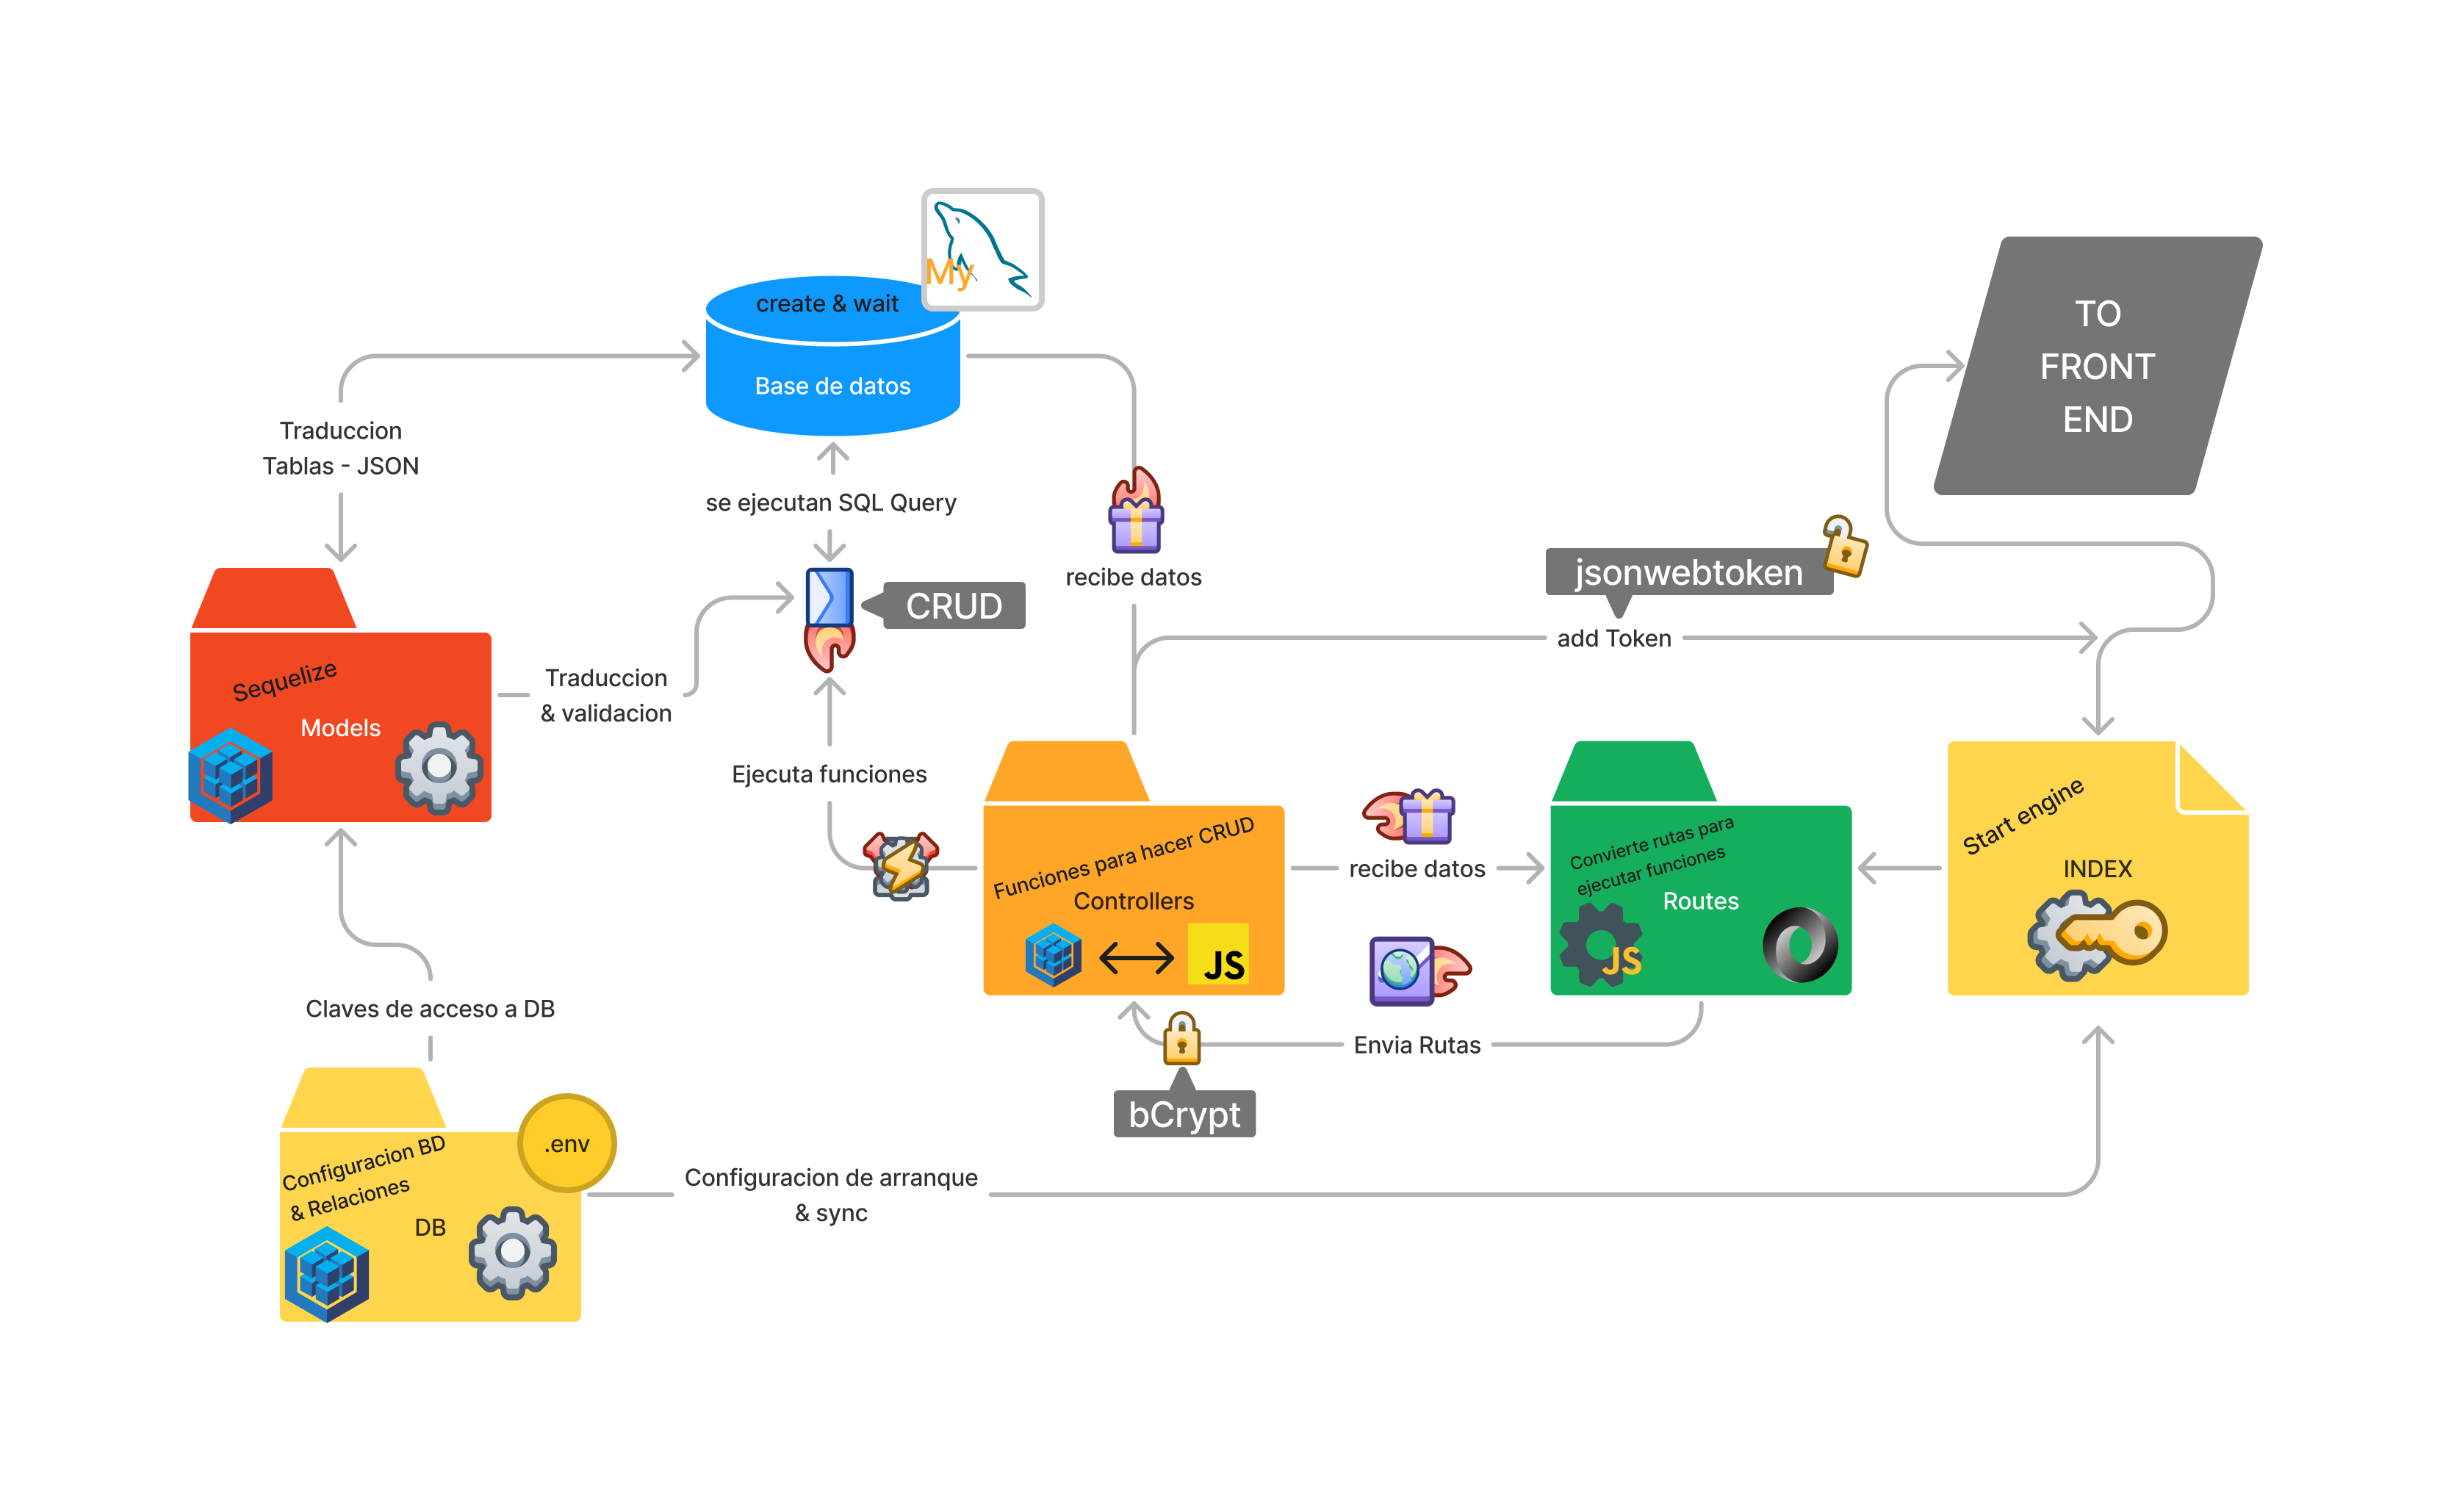 My
create & wait
Base de datos
TO
FRONT
END
Traduccion
Tablas - JSON
se ejecutan SQL Query
recibe datos
jsonwebtoken
CRUD
add Token
Sequelize
Models
Traduccion
& validacion
Ejecuta funciones
Funciones para hacer CRUD
Controllers
JS
recibe datos
Convierte rutas para
ejecutar funciones
Routes
JS
Start engine
INDEX
Claves de acceso a DB
Envia Rutas
bCrypt
Configuracion BD
& Relaciones
.env
DB
Configuracion de arranque
& sync